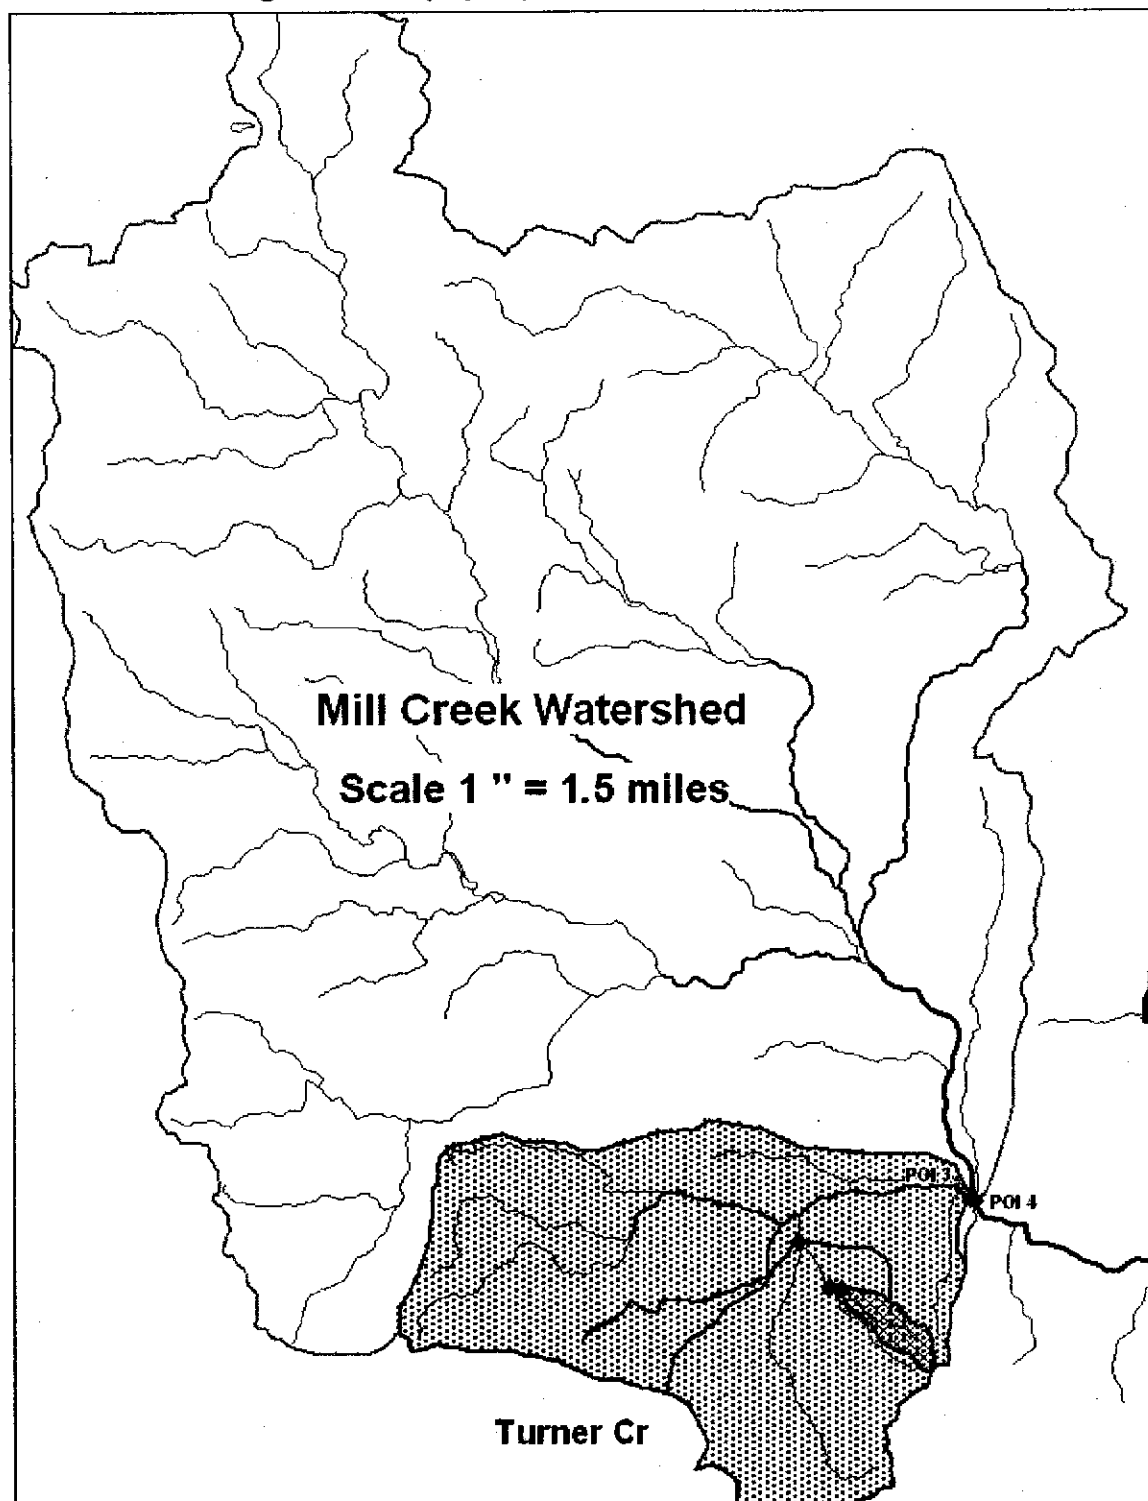 Mill Creek Watershed
Scale 1 " = 1.5 miles
POI 3
POI 4
Turner Cr